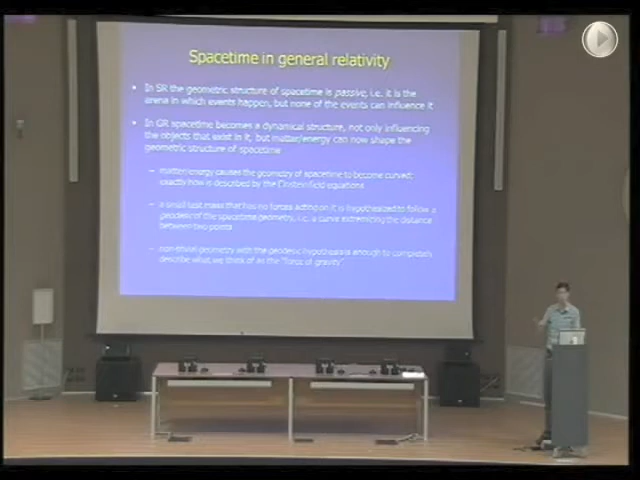 Spacetime in general relativity
• In SR the geometric structure of spacetime is passive, i.e. it is the
arena in which events happen, but none of the events can influence it
• In GR spacetime becomes a dynamical structure, not only influencing
the objects that exist in it, but matter/energy can now shape the
geometric structure of spacetime
– matter/energy causes the geometry of spacetime to become curved;
exactly how is described by the Einstein field equations
– a small test mass that has no forces acting on it is hypothesized to follow a
geodesic of the spacetime geometry, i.e. a curve extremizing the distance
between two points
– non-trivial geometry with the geodesic hypothesis is enough to completely
describe what we think of as the "force of gravity".